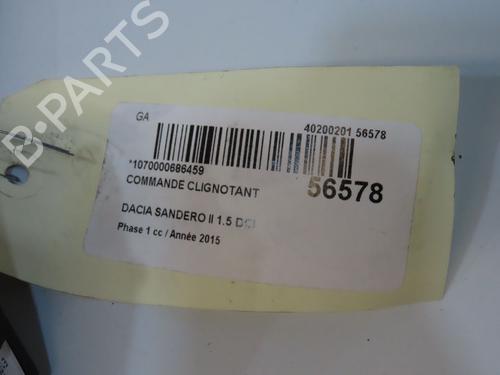 B-PARTS
GA
40200201 56578
*1070000686459
COMMANDE CLIGNOTANT
56578
DACIA SANDERO II 1.5 DCI
Phase 1 cc / Année 2015